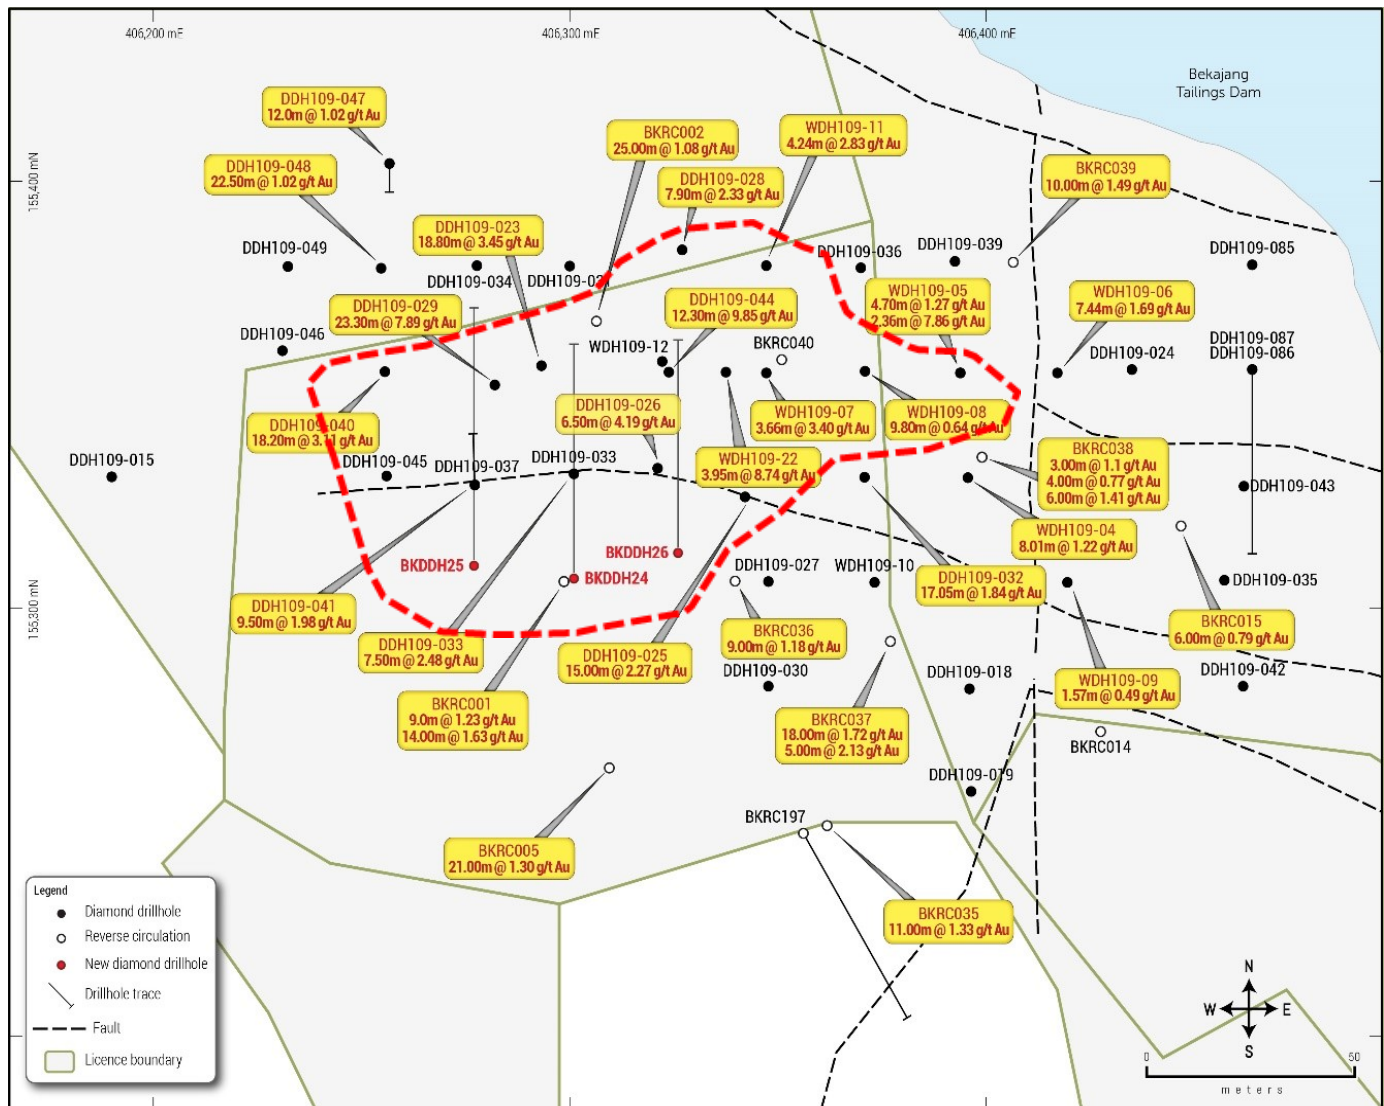 406,200 mE
406,300 mE
406,400 mE
Bekajang
Tailings Dam
DDH109-047
12.0m @ 1.02 g/t Au
BKRC002
25.00m @ 1.08 g/t Au
WDH109-11
4.24m @ 2.83 g/t Au
DDH109-048
22.50m @ 1.02 g/t Au
DDH109-028
7.90m @ 2.33 g/t Au
BKRC039
10.00m @ 1.49 g/t Au
155,400 mN
DDH109-023
18.80m @ 3.45 g/t Au
DDH109-049
DDH109-034
DDH109-036
DDH109-039
DDH109-085
DDH109-029
23.30m @ 7.89 g/t Au
DDH109-044
12.30m @ 9.85 g/t Au
WDH109-05
4.70m @ 1.27 g/t Au
2.36m @ 7.86 g/t Au
WDH109-06
7.44m @ 1.69 g/t Au
DDH109-046
WDH109-12
BKRC040
DDH109-024
DDH109-087
DDH109-086
DDH109-040
18.20m @ 3.11 g/t Au
DDH109-026
6.50m @ 4.19 g/t Au
WDH109-07
3.66m @ 3.40 g/t Au
WDH109-08
9.80m @ 0.64 g/t Au
DDH109-015
DDH109-045
DDH109-037
DDH109-033
WDH109-22
3.95m @ 8.74 g/t Au
BKRC038
3.00m @ 1.1 g/t Au
4.00m @ 0.77 g/t Au
6.00m @ 1.41 g/t Au
DDH109-043
WDH109-04
8.01m @ 1.22 g/t Au
BKDDH25
BKDDH24
BKDDH26
DDH109-027
WDH109-10
DDH109-032
17.05m @ 1.84 g/t Au
DDH109-035
155,300 mN
DDH109-041
9.50m @ 1.98 g/t Au
DDH109-033
7.50m @ 2.48 g/t Au
DDH109-025
15.00m @ 2.27 g/t Au
BKRC036
9.00m @ 1.18 g/t Au
BKRC015
6.00m @ 0.79 g/t Au
DDH109-030
DDH109-018
WDH109-09
1.57m @ 0.49 g/t Au
DDH109-042
BKRC001
9.0m @ 1.23 g/t Au
14.00m @ 1.63 g/t Au
BKRC037
18.00m @ 1.72 g/t Au
5.00m @ 2.13 g/t Au
BKRC014
DDH109-019
BKRC197
BKRC005
21.00m @ 1.30 g/t Au
BKRC035
11.00m @ 1.33 g/t Au
Legend
Diamond drillhole
Reverse circulation
New diamond drillhole
Drillhole trace
Fault
Licence boundary
N
W E
S
0 50
meters